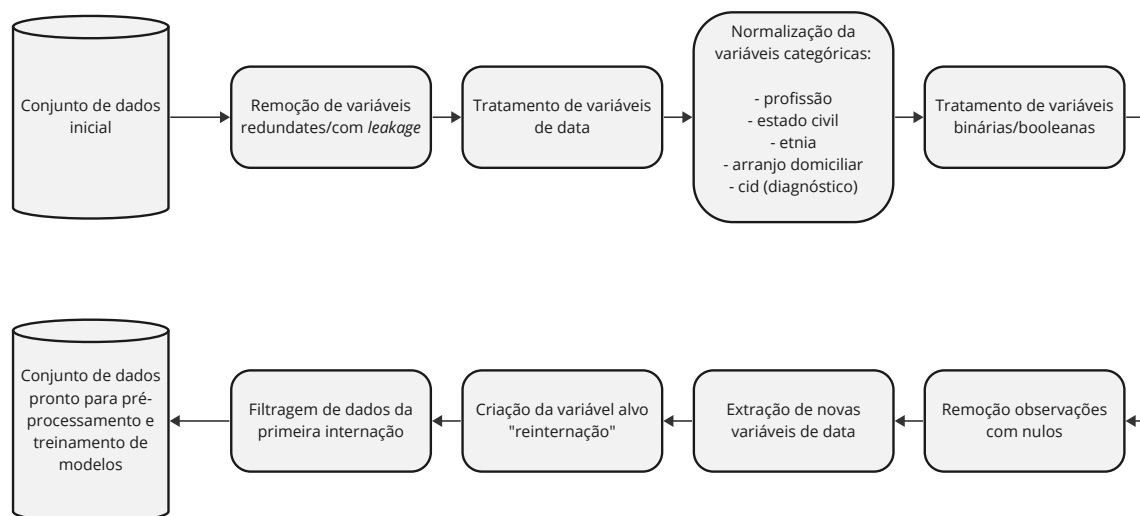 Conjunto de dados
inicial
Remoção de variáveis
redundates/com leakage
Tratamento de variáveis
de data
Normalização da
variáveis categóricas:
- profissão
- estado civil
- etnia
- arranjo domiciliar
- cid (diagnóstico)
Tratamento de variáveis
binárias/booleanas
Remoção observações
com nulos
Extração de novas
variáveis de data
Criação da variável alvo
"reinternação"
Filtragem de dados da
primeira internação
Conjunto de dados
pronto para pré-
processamento e
treinamento de
modelos